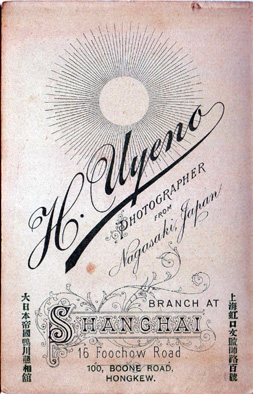 H. Uyeno
PHOTOGRAPHER
FROM
Nagasaki, Japan
BRANCH AT
SHANGHAI
16 Foochow Road
100, BOONE ROAD,
HONGKEW.
上海虹口文監師路百號
大日本帝國